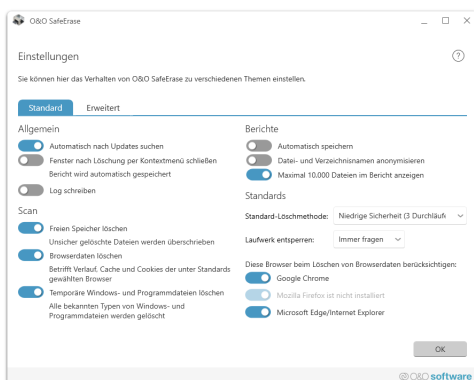 O&O SafeErase
Einstellungen
Sie können hier das Verhalten von O&O SafeErase zu verschiedenen Themen einstellen.
Standard
Erweitert
Allgemein
Automatisch nach Updates suchen
Fenster nach Löschung per Kontextmenü schließen
Bericht wird automatisch gespeichert
Log schreiben
Scan
Freien Speicher löschen
Unsicher gelöschte Dateien werden überschrieben
Browserdaten löschen
Betrifft Verlauf, Cache und Cookies der unter Standards
gewählten Browser
Temporäre Windows- und Programmdateien löschen
Alle bekannten Typen von Windows- und
Programmdateien werden gelöscht
Berichte
Automatisch speichern
Datei- und Verzeichnisnamen anonymisieren
Maximal 10.000 Dateien im Bericht anzeigen
Standards
Standard-Löschmethode: Niedrige Sicherheit (3 Durchläufe
Laufwerk entsperren: Immer fragen
Diese Browser beim Löschen von Browserdaten berücksichtigen:
Google Chrome
Mozilla Firefox ist nicht installiert
Microsoft Edge/Internet Explorer
OK
O&O software